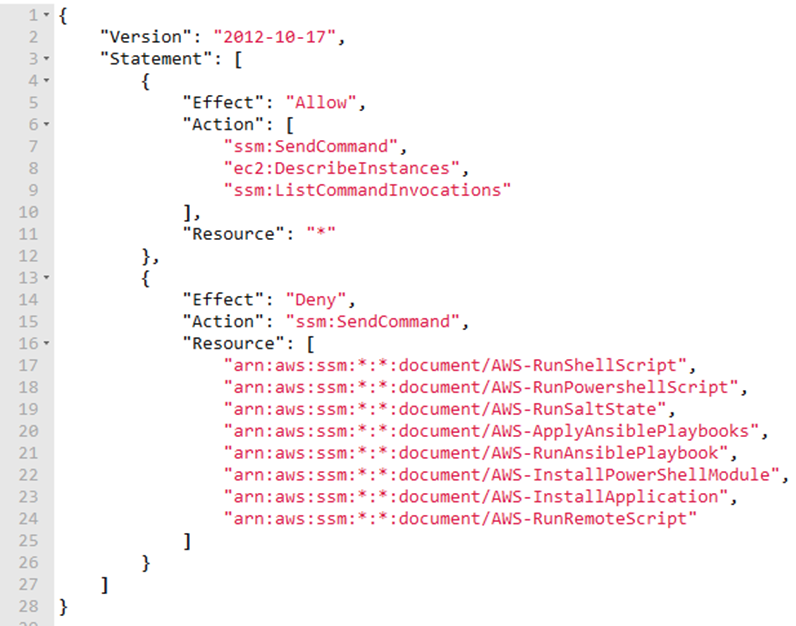 1 {
2 "Version": "2012-10-17",
3 "Statement": [
4 {
5 "Effect": "Allow",
6 "Action": [
7 "ssm:SendCommand",
8 "ec2:DescribeInstances",
9 "ssm:ListCommandInvocations"
10 ],
11 "Resource": "*"
12 },
13 {
14 "Effect": "Deny",
15 "Action": "ssm:SendCommand",
16 "Resource": [
17 "arn:aws:ssm:*:*:document/AWS-RunShellScript",
18 "arn:aws:ssm:*:*:document/AWS-RunPowershellScript",
19 "arn:aws:ssm:*:*:document/AWS-RunSaltState",
20 "arn:aws:ssm:*:*:document/AWS-ApplyAnsiblePlaybooks",
21 "arn:aws:ssm:*:*:document/AWS-RunAnsiblePlaybook",
22 "arn:aws:ssm:*:*:document/AWS-InstallPowerShellModule",
23 "arn:aws:ssm:*:*:document/AWS-InstallApplication",
24 "arn:aws:ssm:*:*:document/AWS-RunRemoteScript"
25 ]
26 }
27 ]
28 }